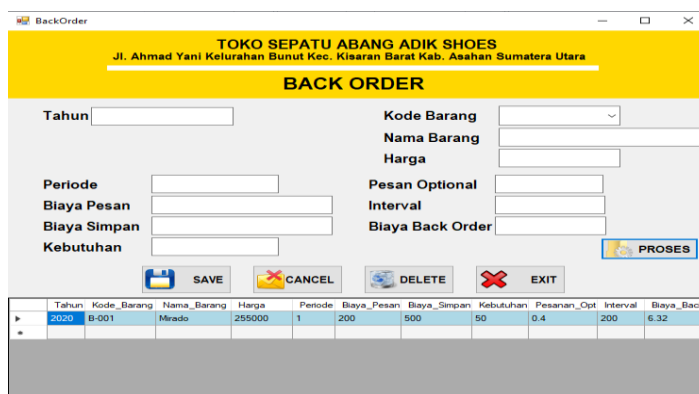 BackOrder
TOKO SEPATU ABANG ADIK SHOES
Jl. Ahmad Yani Kelurahan Bunut Kec. Kisaran Barat Kab. Asahan Sumatera Utara
BACK ORDER
Tahun Kode Barang
Nama Barang
Harga
Periode Pesan Optional
Biaya Pesan Interval
Biaya Simpan Biaya Back Order
Kebutuhan PROSES
SAVE CANCEL DELETE EXIT
Tahun Kode_Barang Nama_Barang Harga Periode Biaya_Pesan Biaya_Simpan Kebutuhan Pesanan_Opt Interval Biaya_Bac
2020 B-001 Mirado 255000 1 200 500 50 0.4 200 6.32